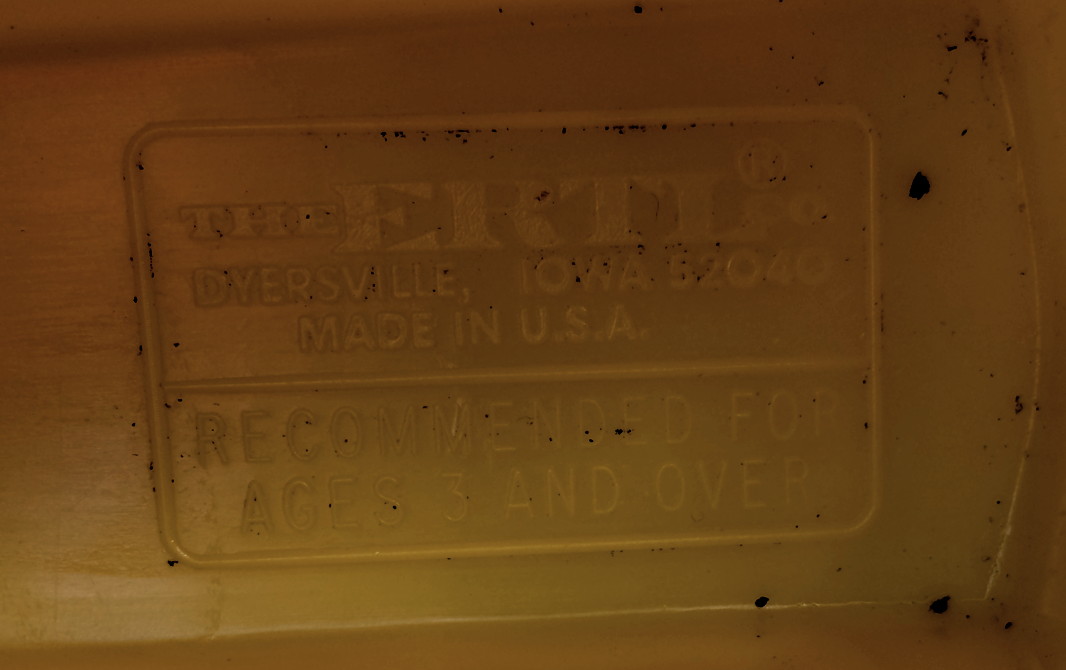 THE ERTL CO ®
DYERSVILLE, IOWA 52040
MADE IN U.S.A.
RECOMMENDED FOR
AGES 3 AND OVER